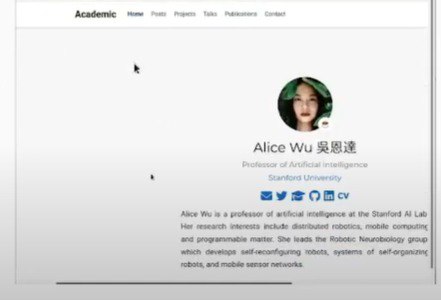 Academic Home Posts Projects Talks Publications Contact
Alice Wu 吳恩達
Professor of Artificial Intelligence
Stanford University
CV
Alice Wu is a professor of artificial intelligence at the Stanford AI Lab
Her research interests include distributed robotics, mobile computing
and programmable matter. She leads the Robotic Neurobiology group
which develops self-reconfiguring robots, systems of self-organizing
robots, and mobile sensor networks.